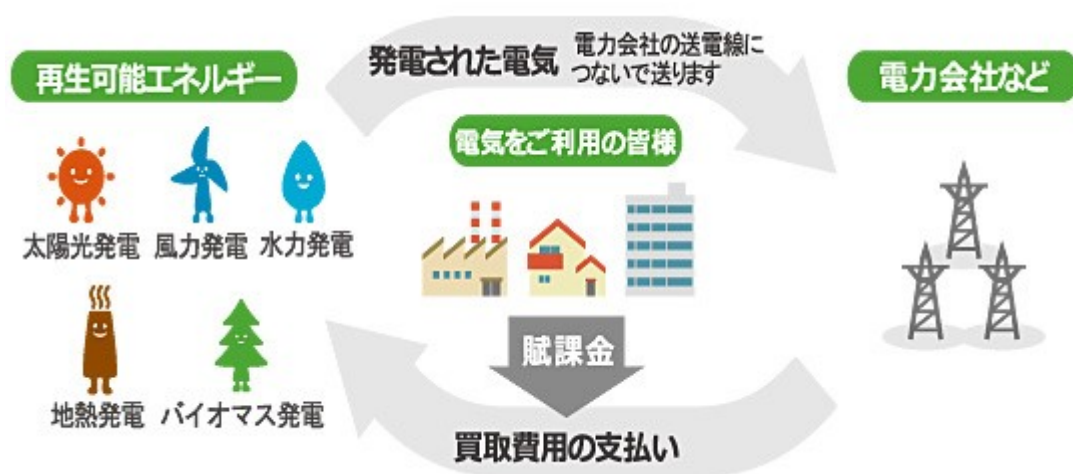 再生可能エネルギー
太陽光発電
風力発電
水力発電
地熱発電
バイオマス発電
発電された電気
電力会社の送電線に
つないで送ります
電気をご利用の皆様
賦課金
買取費用の支払い
電力会社など